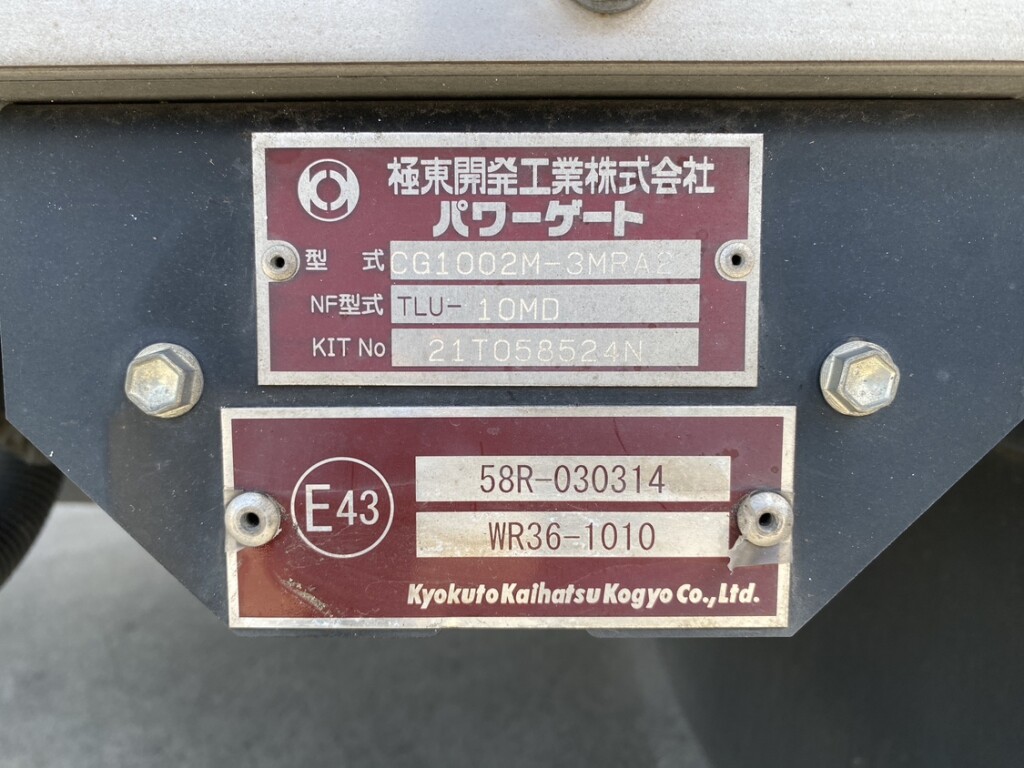 極東開発工業株式会社
パワーゲート
型 式 CG1002M-3MRA2
NF型式 TLU- 10MD
KIT No 21T058524N
58R-030314
E43
WR36-1010
Kyokuto Kaihatsu Kogyo Co.,Ltd.